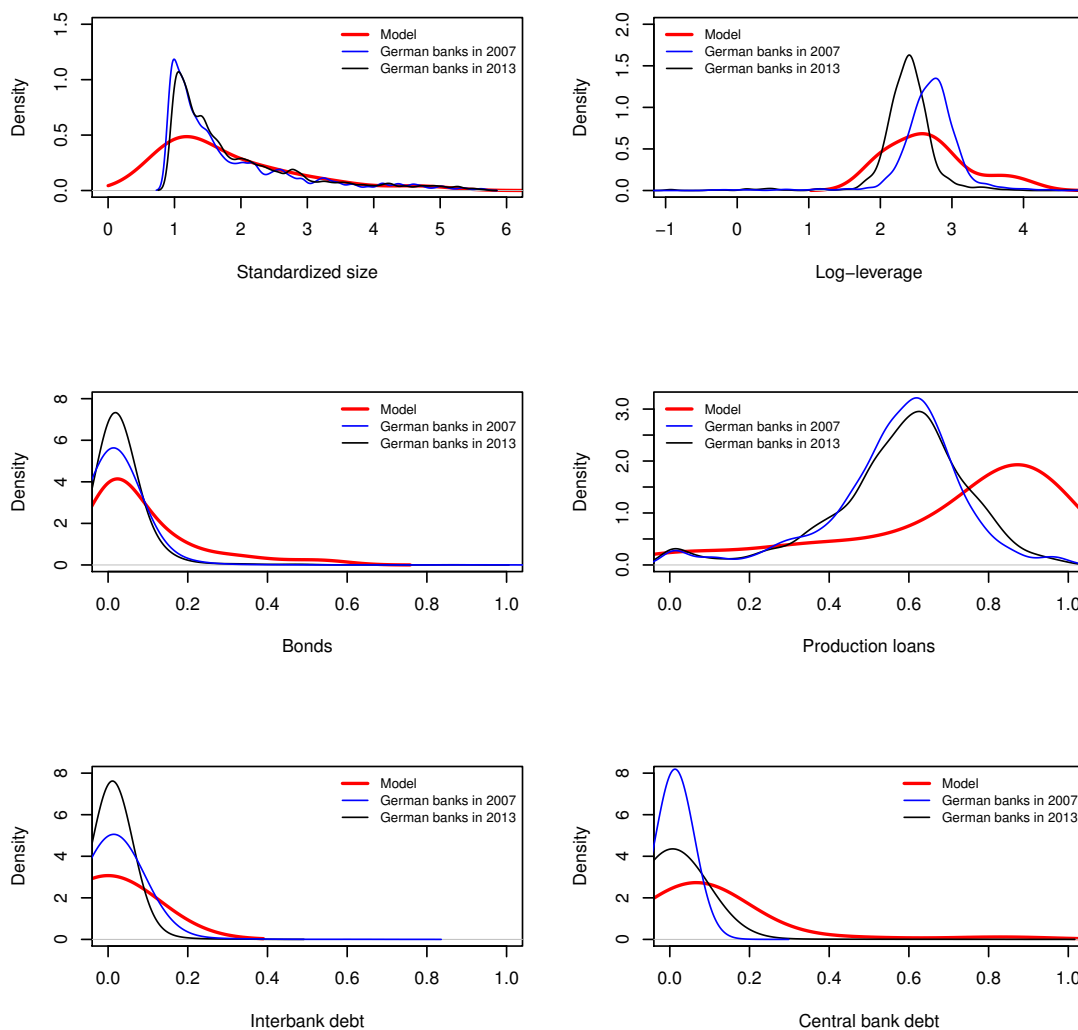 1.5
1.0
0.5
0.0
Density
Model
German banks in 2007
German banks in 2013
0 1 2 3 4 5 6
Standardized size
2.0
1.5
1.0
0.5
0.0
Density
Model
German banks in 2007
German banks in 2013
−1 0 1 2 3 4
Log−leverage
8
6
4
2
0
Density
Model
German banks in 2007
German banks in 2013
0.0 0.2 0.4 0.6 0.8 1.0
Bonds
3.0
2.0
1.0
0.0
Density
Model
German banks in 2007
German banks in 2013
0.0 0.2 0.4 0.6 0.8 1.0
Production loans
8
6
4
2
0
Density
Model
German banks in 2007
German banks in 2013
0.0 0.2 0.4 0.6 0.8 1.0
Interbank debt
8
6
4
2
0
Density
Model
German banks in 2007
German banks in 2013
0.0 0.2 0.4 0.6 0.8 1.0
Central bank debt